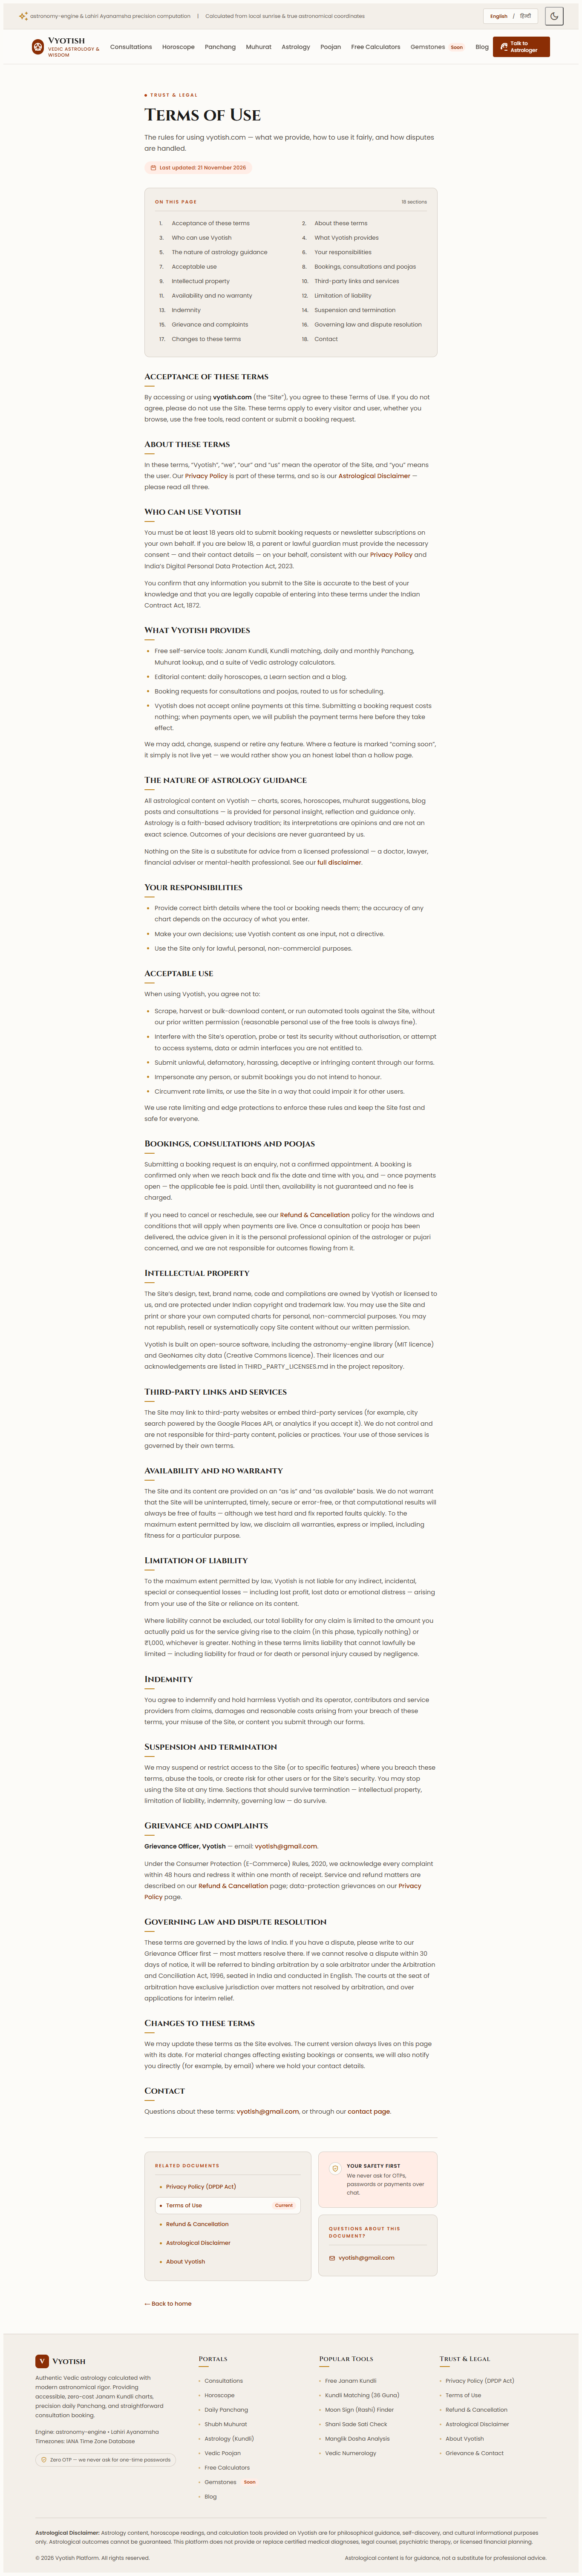 astronomy-engine & Lahiri Ayanamsha precision computation | Calculated from local sunrise & true astronomical coordinates
English / हिन्दी
Vyotish
VEDIC ASTROLOGY & WISDOM
Consultations Horoscope Panchang Muhurat Astrology Poojan Free Calculators Gemstones Soon Blog
Talk to Astrologer
TRUST & LEGAL
Terms of Use
The rules for using vyotish.com — what we provide, how to use it fairly, and how disputes
are handled.
Last updated: 21 November 2026
ON THIS PAGE
18 sections
1. Acceptance of these terms
2. About these terms
3. Who can use Vyotish
4. What Vyotish provides
5. The nature of astrology guidance
6. Your responsibilities
7. Acceptable use
8. Bookings, consultations and poojas
9. Intellectual property
10. Third-party links and services
11. Availability and no warranty
12. Limitation of liability
13. Indemnity
14. Suspension and termination
15. Grievance and complaints
16. Governing law and dispute resolution
17. Changes to these terms
18. Contact
Acceptance of these terms
By accessing or using vyotish.com (the “Site”), you agree to these Terms of Use. If you do not
agree, please do not use the Site. These terms apply to every visitor and user, whether you
browse, use the free tools, read content or submit a booking request.
About these terms
In these terms, “Vyotish”, “we”, “our” and “us” mean the operator of the Site, and “you” means
the user. Our Privacy Policy is part of these terms, and so is our Astrological Disclaimer —
please read all three.
Who can use Vyotish
You must be at least 18 years old to submit booking requests or newsletter subscriptions on
your own behalf. If you are below 18, a parent or lawful guardian must provide the necessary
consent — and their contact details — on your behalf, consistent with our Privacy Policy and
India’s Digital Personal Data Protection Act, 2023.
You confirm that any information you submit to the Site is accurate to the best of your
knowledge and that you are legally capable of entering into these terms under the Indian
Contract Act, 1872.
What Vyotish provides
Free self-service tools: Janam Kundli, Kundli matching, daily and monthly Panchang,
Muhurat lookup, and a suite of Vedic astrology calculators.
Editorial content: daily horoscopes, a Learn section and a blog.
Booking requests for consultations and poojas, routed to us for scheduling.
Vyotish does not accept online payments at this time. Submitting a booking request costs
nothing; when payments open, we will publish the payment terms here before they take
effect.
We may add, change, suspend or retire any feature. Where a feature is marked “coming soon”,
it simply is not live yet — we would rather show you an honest label than a hollow page.
The nature of astrology guidance
All astrological content on Vyotish — charts, scores, horoscopes, muhurat suggestions, blog
posts and consultations — is provided for personal insight, reflection and guidance only.
Astrology is a faith-based advisory tradition; its interpretations are opinions and are not an
exact science. Outcomes of your decisions are never guaranteed by us.
Nothing on the Site is a substitute for advice from a licensed professional — a doctor, lawyer,
financial adviser or mental-health professional. See our full disclaimer.
Your responsibilities
Provide correct birth details where the tool or booking needs them; the accuracy of any
chart depends on the accuracy of what you enter.
Make your own decisions; use Vyotish content as one input, not a directive.
Use the Site only for lawful, personal, non-commercial purposes.
Acceptable use
When using Vyotish, you agree not to:
Scrape, harvest or bulk-download content, or run automated tools against the Site, without
our prior written permission (reasonable personal use of the free tools is always fine).
Interfere with the Site’s operation, probe or test its security without authorisation, or attempt
to access systems, data or admin interfaces you are not entitled to.
Submit unlawful, defamatory, harassing, deceptive or infringing content through our forms.
Impersonate any person, or submit bookings you do not intend to honour.
Circumvent rate limits, or use the Site in a way that could impair it for other users.
We use rate limiting and edge protections to enforce these rules and keep the Site fast and
safe for everyone.
Bookings, consultations and poojas
Submitting a booking request is an enquiry, not a confirmed appointment. A booking is
confirmed only when we reach back and fix the date and time with you, and — once payments
open — the applicable fee is paid. Until then, availability is not guaranteed and no fee is
charged.
If you need to cancel or reschedule, see our Refund & Cancellation policy for the windows and
conditions that will apply when payments are live. Once a consultation or pooja has been
delivered, the advice given in it is the personal professional opinion of the astrologer or pujari
concerned, and we are not responsible for outcomes flowing from it.
Intellectual property
The Site’s design, text, brand name, code and compilations are owned by Vyotish or licensed to
us, and are protected under Indian copyright and trademark law. You may use the Site and
print or share your own computed charts for personal, non-commercial purposes. You may
not republish, resell or systematically copy Site content without our written permission.
Vyotish is built on open-source software, including the astronomy-engine library (MIT licence)
and GeoNames city data (Creative Commons licence). Their licences and our
acknowledgements are listed in THIRD_PARTY_LICENSES.md in the project repository.
Third-party links and services
The Site may link to third-party websites or embed third-party services (for example, city
search powered by the Google Places API, or analytics if you accept it). We do not control and
are not responsible for third-party content, policies or practices. Your use of those services is
governed by their own terms.
Availability and no warranty
The Site and its content are provided on an “as is” and “as available” basis. We do not warrant
that the Site will be uninterrupted, timely, secure or error-free, or that computational results will
always be free of faults — although we test hard and fix reported faults quickly. To the
maximum extent permitted by law, we disclaim all warranties, express or implied, including
fitness for a particular purpose.
Limitation of liability
To the maximum extent permitted by law, Vyotish is not liable for any indirect, incidental,
special or consequential losses — including lost profit, lost data or emotional distress — arising
from your use of the Site or reliance on its content.
Where liability cannot be excluded, our total liability for any claim is limited to the amount you
actually paid us for the service giving rise to the claim (in this phase, typically nothing) or
₹1,000, whichever is greater. Nothing in these terms limits liability that cannot lawfully be
limited — including liability for fraud or for death or personal injury caused by negligence.
Indemnity
You agree to indemnify and hold harmless Vyotish and its operator, contributors and service
providers from claims, damages and reasonable costs arising from your breach of these
terms, your misuse of the Site, or content you submit through our forms.
Suspension and termination
We may suspend or restrict access to the Site (or to specific features) where you breach these
terms, abuse the tools, or create risk for other users or for the Site’s security. You may stop
using the Site at any time. Sections that should survive termination — intellectual property,
limitation of liability, indemnity, governing law — do survive.
Grievance and complaints
Grievance Officer, Vyotish — email: vyotish@gmail.com.
Under the Consumer Protection (E-Commerce) Rules, 2020, we acknowledge every complaint
within 48 hours and redress it within one month of receipt. Service and refund matters are
described on our Refund & Cancellation page; data-protection grievances on our Privacy
Policy page.
Governing law and dispute resolution
These terms are governed by the laws of India. If you have a dispute, please write to our
Grievance Officer first — most matters resolve there. If we cannot resolve a dispute within 30
days of notice, it will be referred to binding arbitration by a sole arbitrator under the Arbitration
and Conciliation Act, 1996, seated in India and conducted in English. The courts at the seat of
arbitration have exclusive jurisdiction over matters not resolved by arbitration, and over
applications for interim relief.
Changes to these terms
We may update these terms as the Site evolves. The current version always lives on this page
with its date. For material changes affecting existing bookings or consents, we will also notify
you directly (for example, by email) where we hold your contact details.
Contact
Questions about these terms: vyotish@gmail.com, or through our contact page.
RELATED DOCUMENTS
Privacy Policy (DPDP Act)
Terms of Use Current
Refund & Cancellation
Astrological Disclaimer
About Vyotish
YOUR SAFETY FIRST
We never ask for OTPs,
passwords or payments over
chat.
QUESTIONS ABOUT THIS
DOCUMENT?
vyotish@gmail.com
← Back to home
V Vyotish
Authentic Vedic astrology calculated with
modern astronomical rigor. Providing
accessible, zero-cost Janam Kundli charts,
precision daily Panchang, and straightforward
consultation booking.
Engine: astronomy-engine • Lahiri Ayanamsha
Timezones: IANA Time Zone Database
Zero OTP — we never ask for one-time passwords
Portals
Consultations
Horoscope
Daily Panchang
Shubh Muhurat
Astrology (Kundli)
Vedic Poojan
Free Calculators
Gemstones Soon
Blog
Popular Tools
Free Janam Kundli
Kundli Matching (36 Guna)
Moon Sign (Rashi) Finder
Shani Sade Sati Check
Manglik Dosha Analysis
Vedic Numerology
Trust & Legal
Privacy Policy (DPDP Act)
Terms of Use
Refund & Cancellation
Astrological Disclaimer
About Vyotish
Grievance & Contact
Astrological Disclaimer: Astrology content, horoscope readings, and calculation tools provided on Vyotish are for philosophical guidance, self-discovery, and cultural informational purposes
only. Astrological outcomes cannot be guaranteed. This platform does not provide or replace certified medical diagnoses, legal counsel, psychiatric therapy, or licensed financial planning.
© 2026 Vyotish Platform. All rights reserved.
Astrological content is for guidance, not a substitute for professional advice.